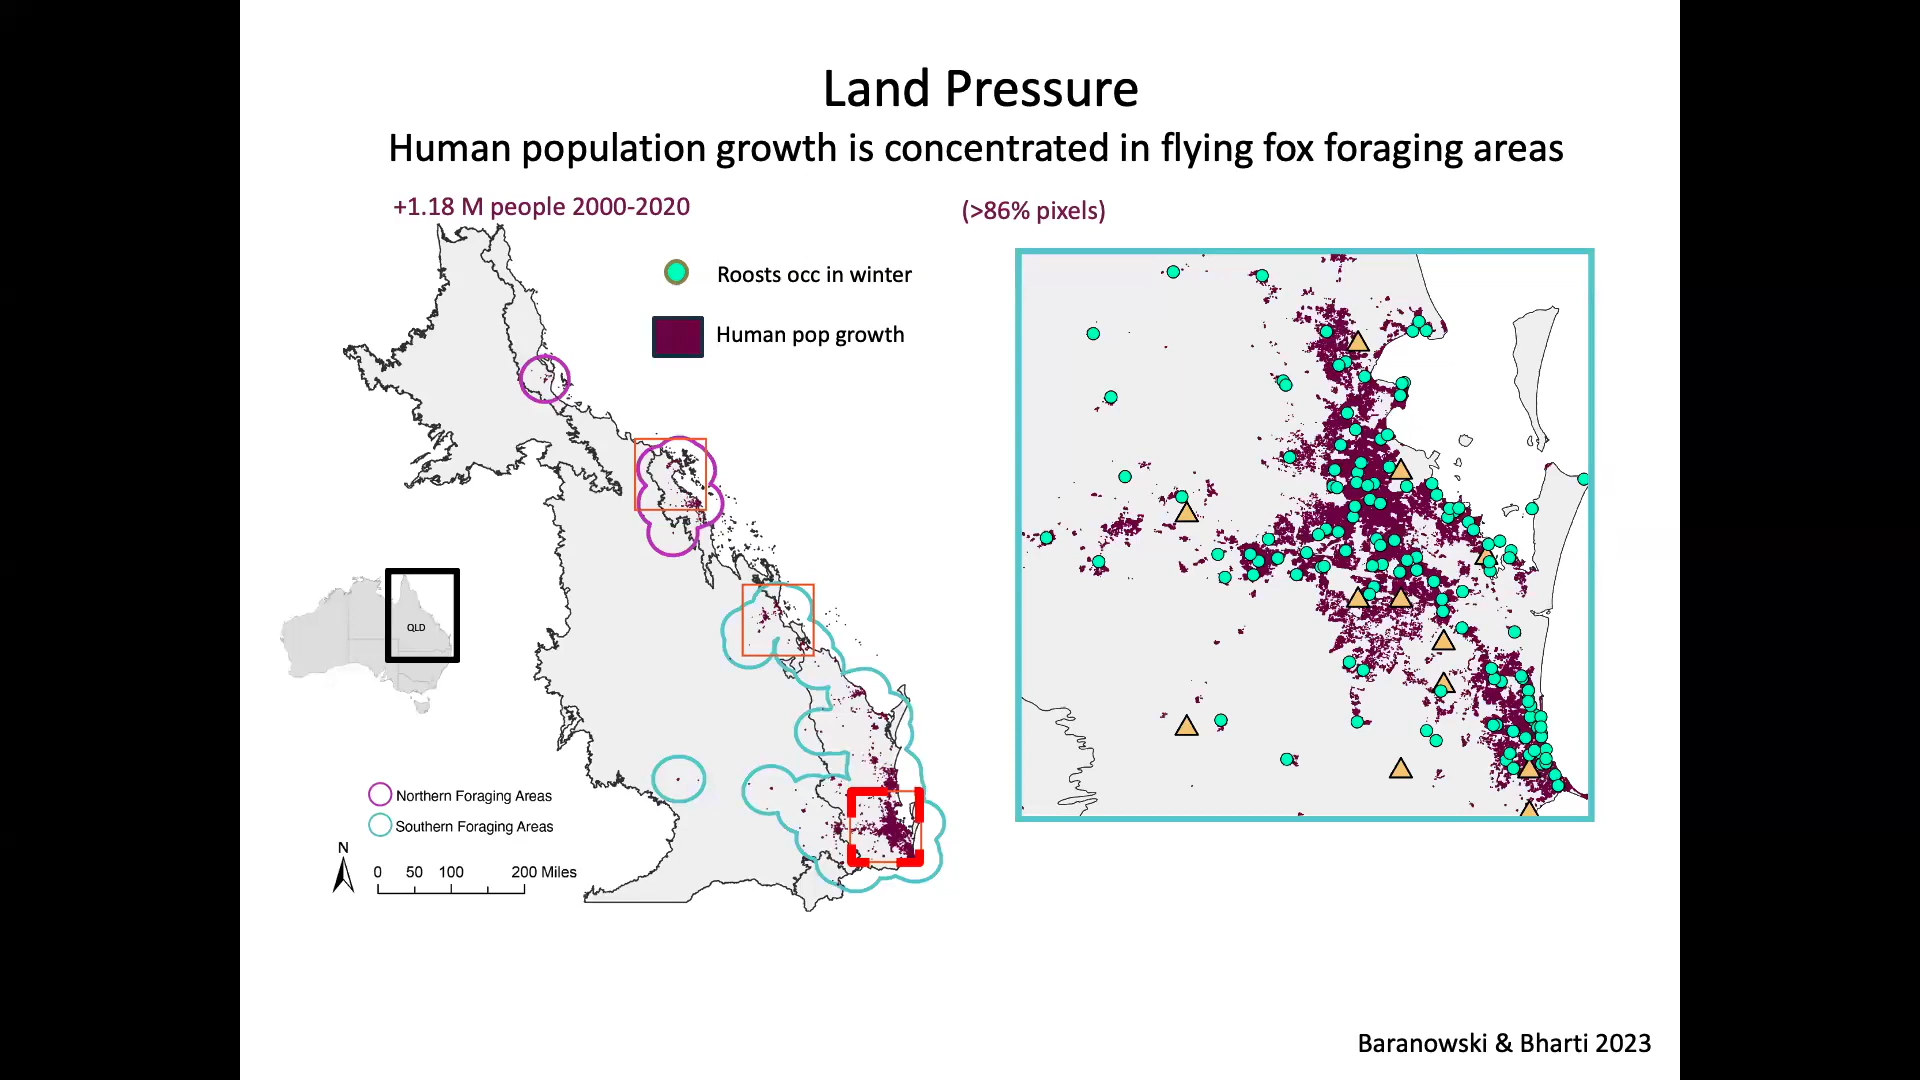 Land Pressure
Human population growth is concentrated in flying fox foraging areas
+1.18 M people 2000-2020
(>86% pixels)
Roosts occ in winter
Human pop growth
QLD
Northern Foraging Areas
Southern Foraging Areas
N
0 50 100 200 Miles
Baranowski & Bharti 2023